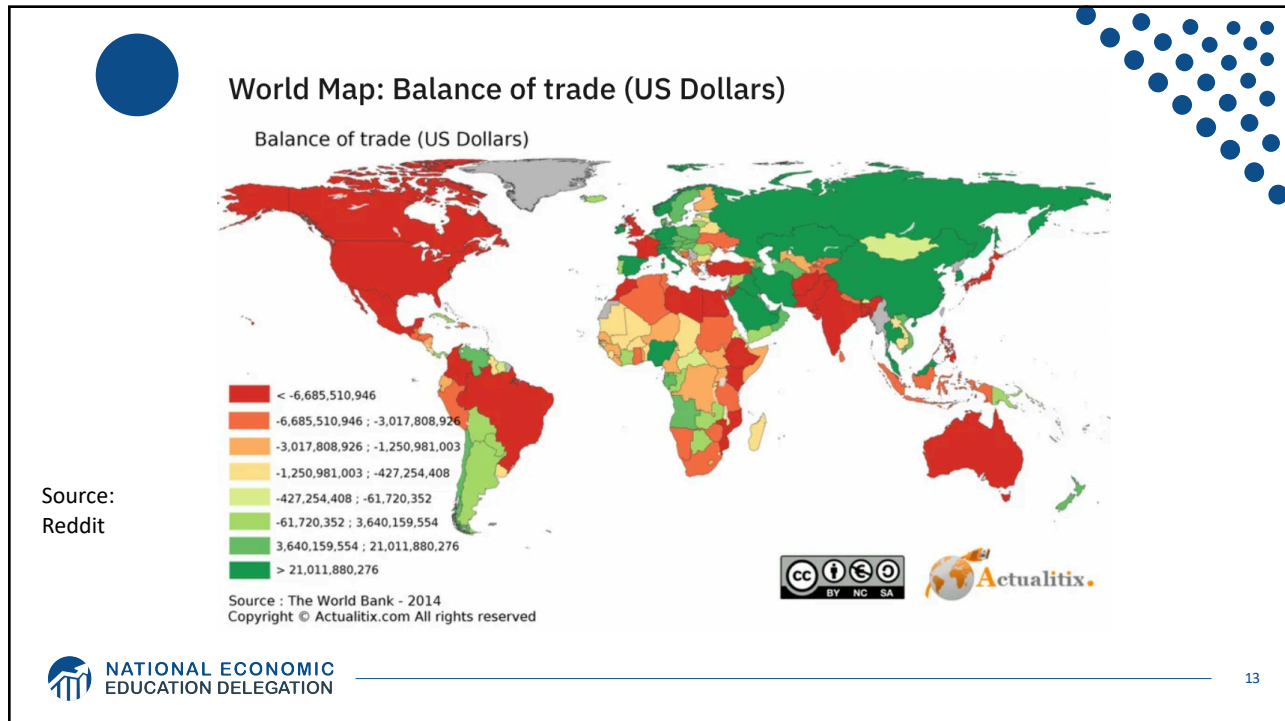 World Map: Balance of trade (US Dollars)
Balance of trade (US Dollars)
< -6,685,510,946
-6,685,510,946 ; -3,017,808,926
-3,017,808,926 ; -1,250,981,003
-1,250,981,003 ; -427,254,408
-427,254,408 ; -61,720,352
-61,720,352 ; 3,640,159,554
3,640,159,554 ; 21,011,880,276
> 21,011,880,276
Source:
Reddit
Source : The World Bank - 2014
Copyright © Actualitix.com All rights reserved
cc
BY NC SA
Actualitix.
NATIONAL ECONOMIC
EDUCATION DELEGATION
13